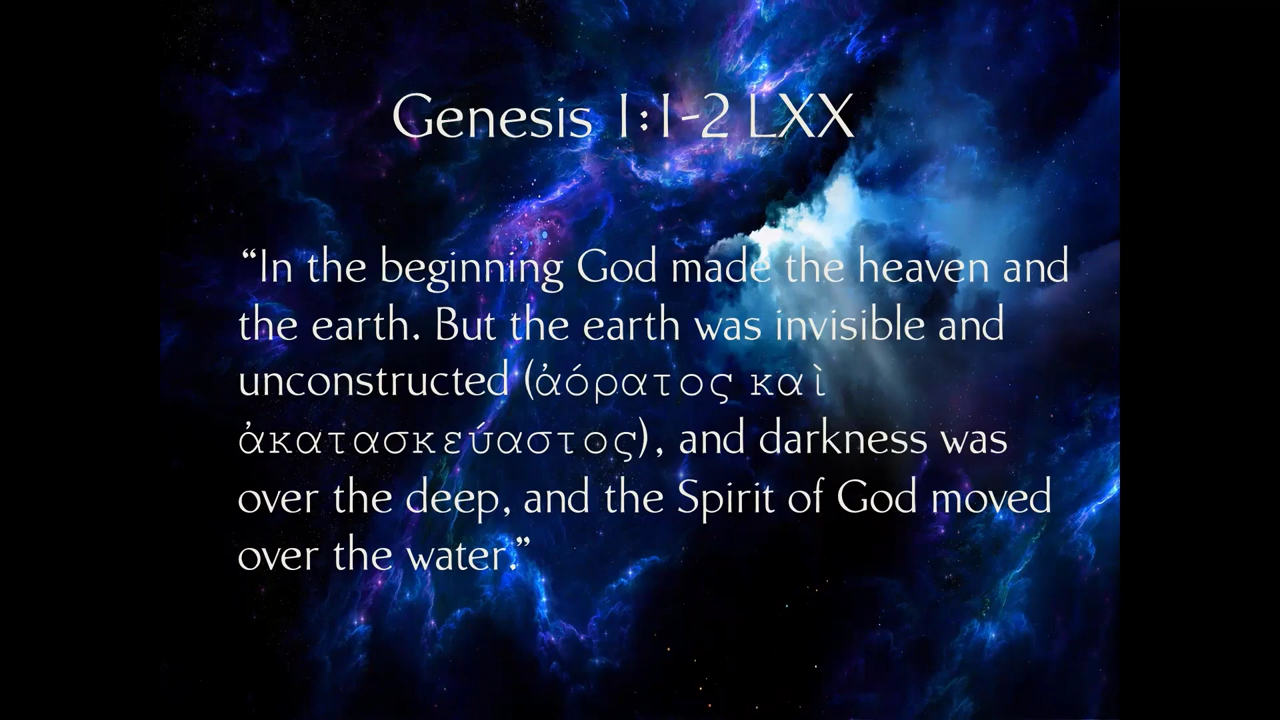 Genesis 1:1-2 LXX
“In the beginning God made the heaven and
the earth. But the earth was invisible and
unconstructed (ἀόρατος καὶ
ἀκατασκεύαστος), and darkness was
over the deep, and the Spirit of God moved
over the water.”